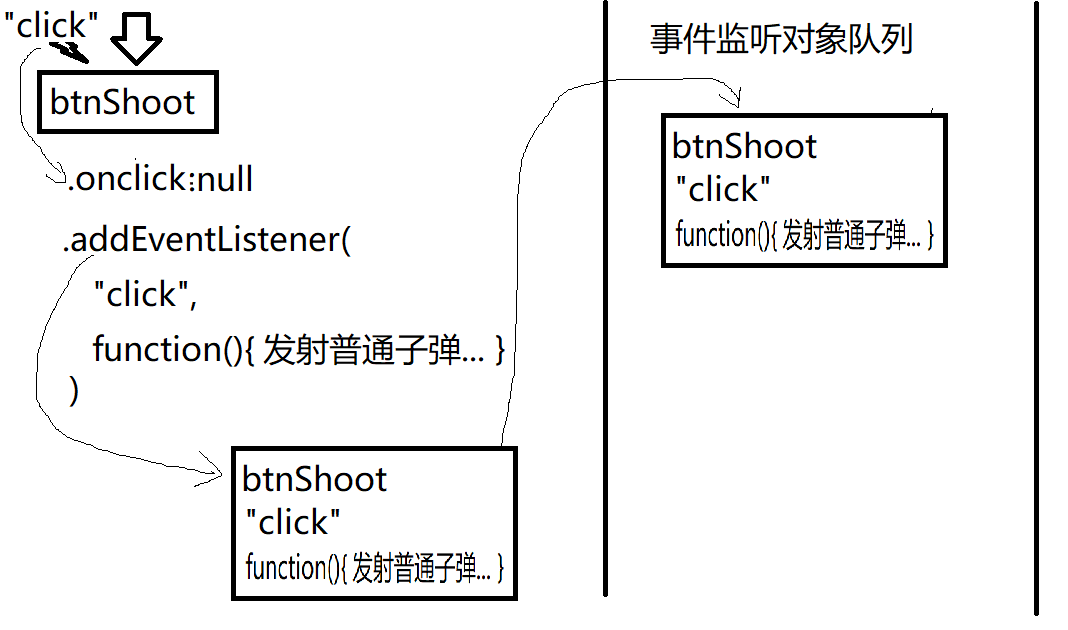 "click"
btnShoot
.onclick:null
.addEventListener(
"click",
function(){ 发射普通子弹... }
)
btnShoot
"click"
function(){ 发射普通子弹... }
事件监听对象队列
btnShoot
"click"
function(){ 发射普通子弹... }